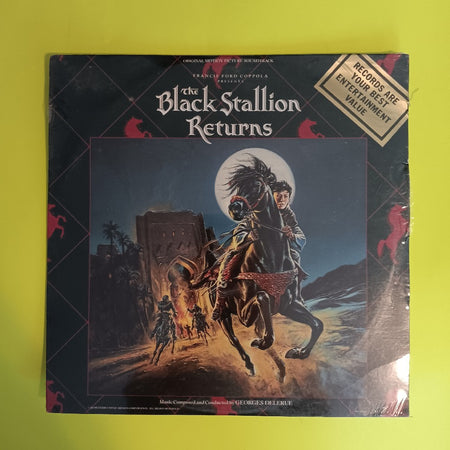 ORIGINAL MOTION PICTURE SOUNDTRACK
FRANCIS FORD COPPOLA
PRESENTS
The
Black Stallion
Returns
RECORDS ARE
YOUR BEST
ENTERTAINMENT
VALUE
Music Composed and Conducted by GEORGES DELERUE